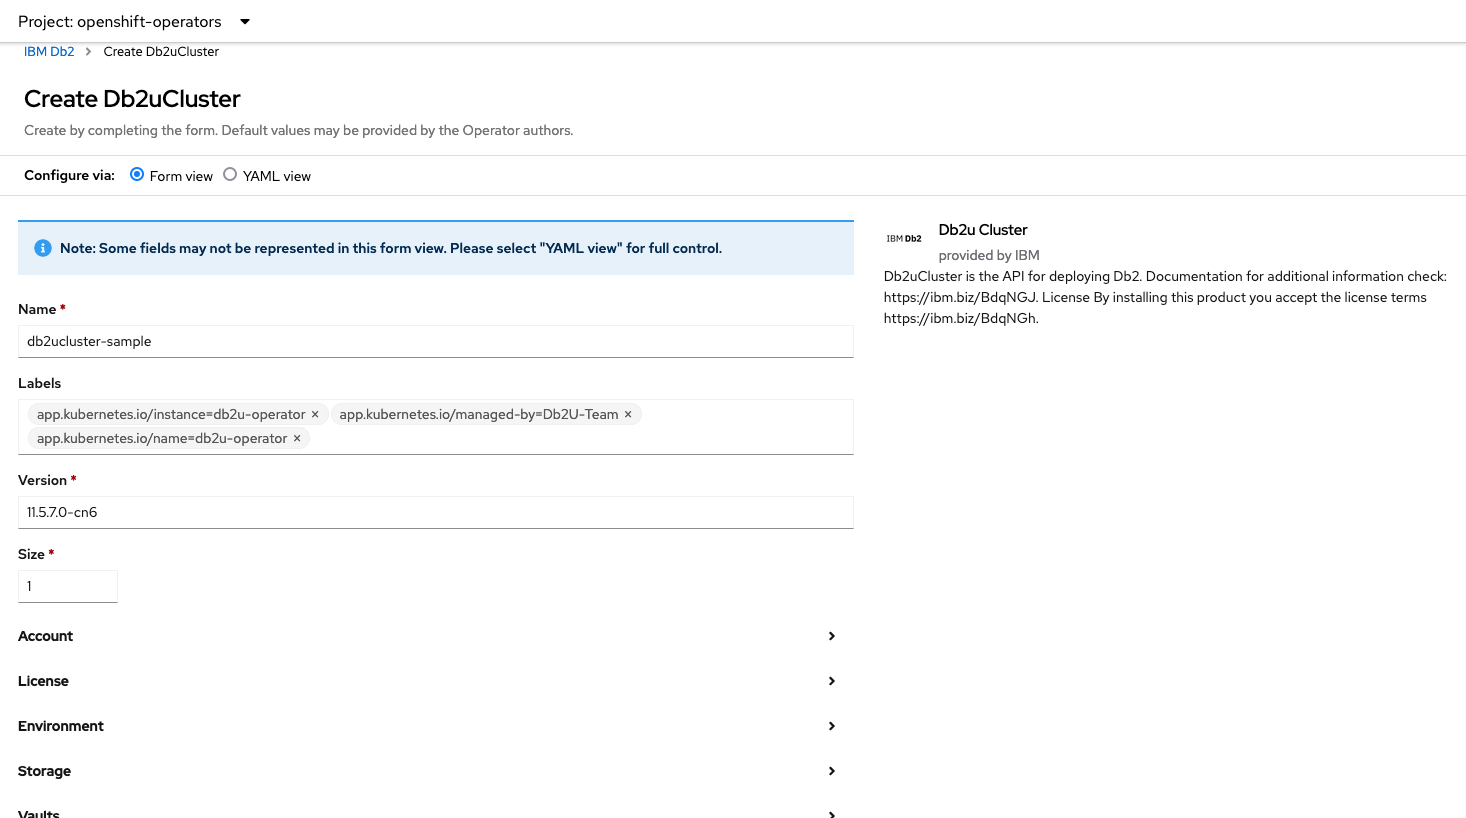 Project: openshift-operators
IBM Db2 > Create Db2uCluster
Create Db2uCluster
Create by completing the form. Default values may be provided by the Operator authors.
Configure via: Form view YAML view
Note: Some fields may not be represented in this form view. Please select "YAML view" for full control.
Name *
db2ucluster-sample
Labels
app.kubernetes.io/instance=db2u-operator × app.kubernetes.io/managed-by=Db2U-Team ×
app.kubernetes.io/name=db2u-operator ×
Version *
11.5.7.0-cn6
Size *
1
Account
License
Environment
Storage
Vaults
IBM Db2
Db2u Cluster
provided by IBM
Db2uCluster is the API for deploying Db2. Documentation for additional information check:
https://ibm.biz/BdqNGJ. License By installing this product you accept the license terms
https://ibm.biz/BdqNGh.